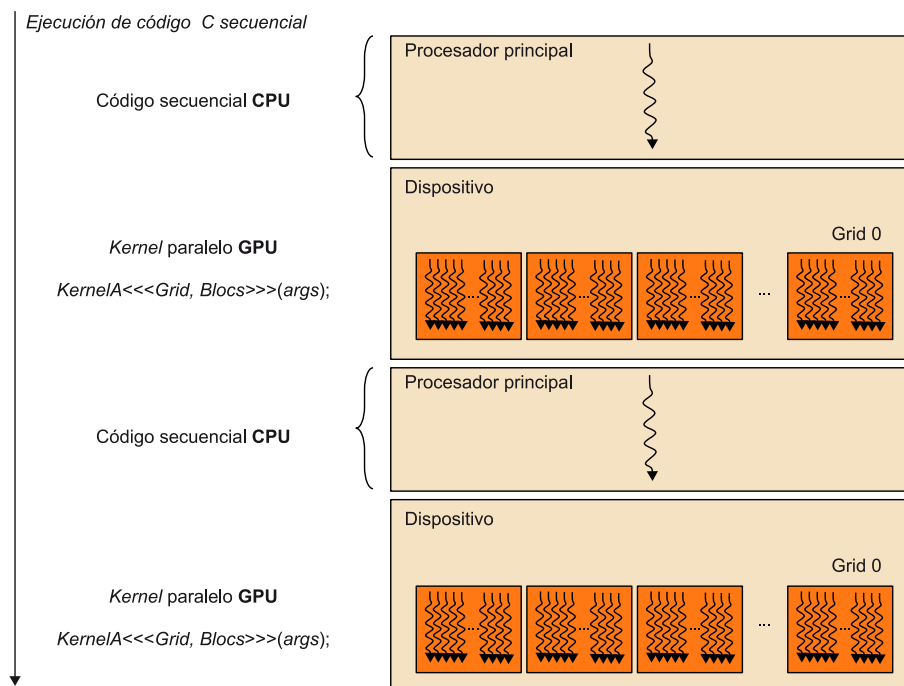 Ejecución de código C secuencial
Procesador principal
Código secuencial CPU
Dispositivo
Grid 0
Kernel paralelo GPU
KernelA<<<Grid, Blocs>>>(args);
... ... ... ... ...
Procesador principal
Código secuencial CPU
Dispositivo
Grid 0
Kernel paralelo GPU
KernelA<<<Grid, Blocs>>>(args);
... ... ... ... ...